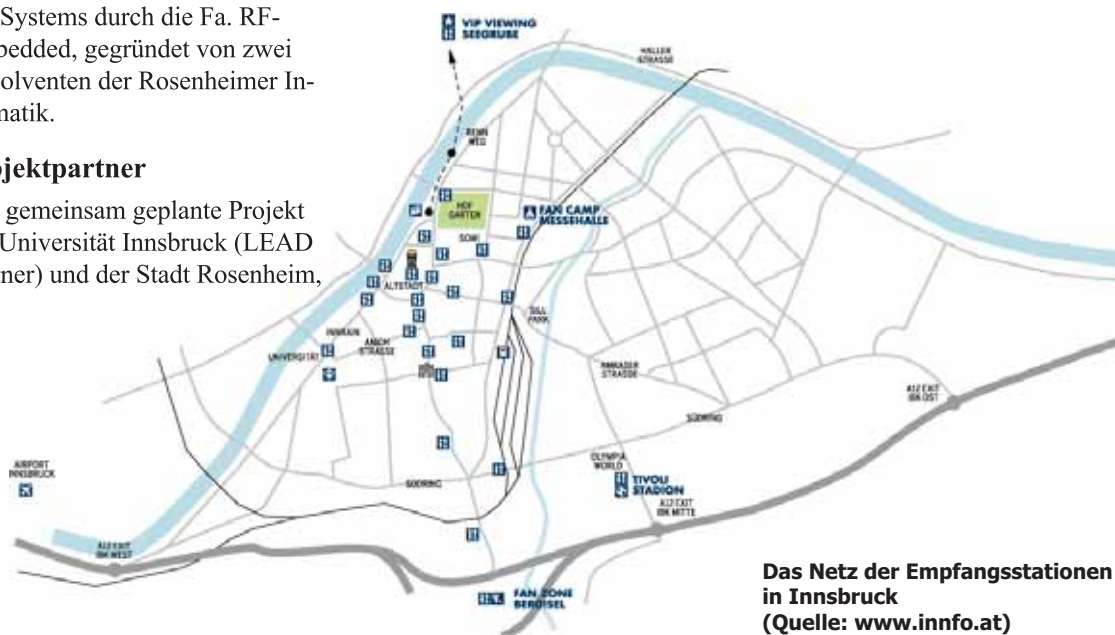 Systems durch die Fa. RF-
bedded, gegründet von zwei
solventen der Rosenheimer In-
matik.
ojektpartner
gemeinsam geplante Projekt
Universität Innsbruck (LEAD
ner) und der Stadt Rosenheim,
VIP VIEWING
SEEGRUBE
HALLER
STRASSE
RENN
WEG
HOF
GARTEN
FAN CAMP
MESSEHALLE
SOWI
ALTSTADT
SILL
PARK
INNRAIN
ANICH
STRASSE
UNIVERSITÄT
STRASSE
A12 EXIT
IBK OST
SÜDRING
AIRPORT
INNSBRUCK
OLYMPIA
WORLD
SÜDRING
TIVOLI
STADION
A12 EXIT
IBK MITTE
A12 EXIT
IBK WEST
FAN ZONE
BERGISEL
Das Netz der Empfangsstationen
in Innsbruck
(Quelle: www.innfo.at)